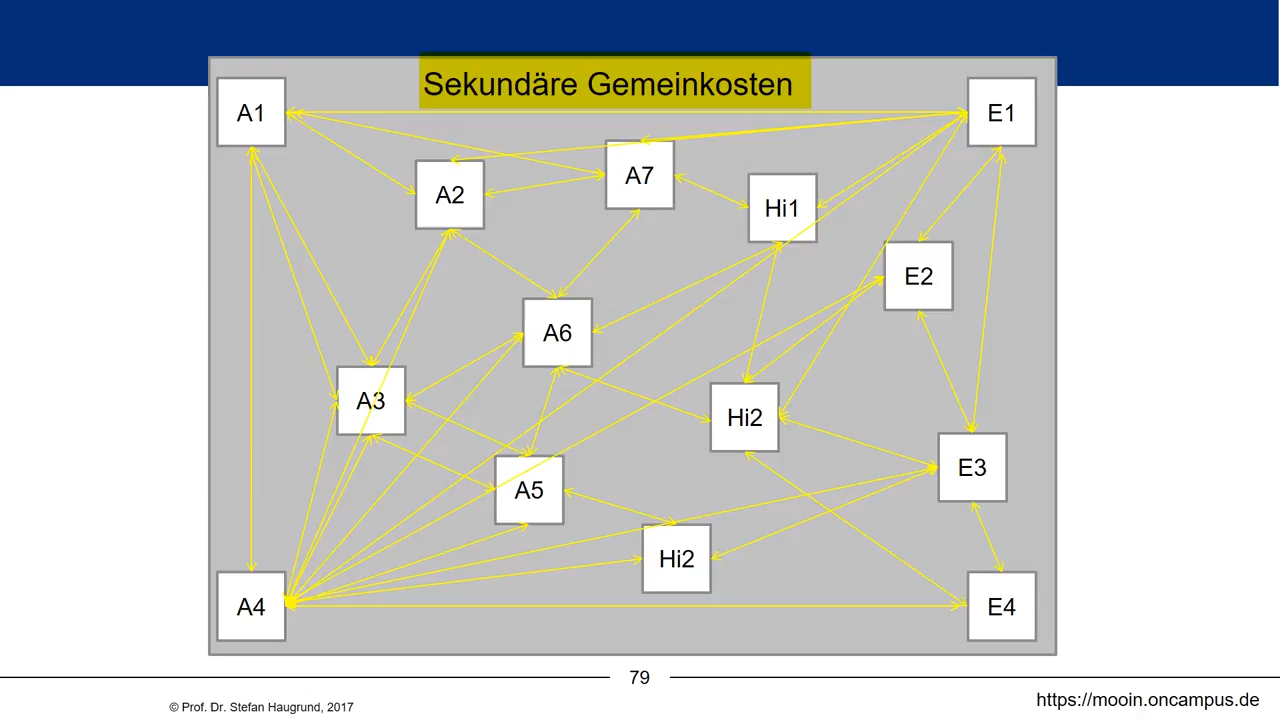 Sekundäre Gemeinkosten
A1
E1
A7
A2
Hi1
E2
A6
A3
Hi2
E3
A5
Hi2
A4
E4
79
© Prof. Dr. Stefan Haugrund, 2017
https://mooin.oncampus.de